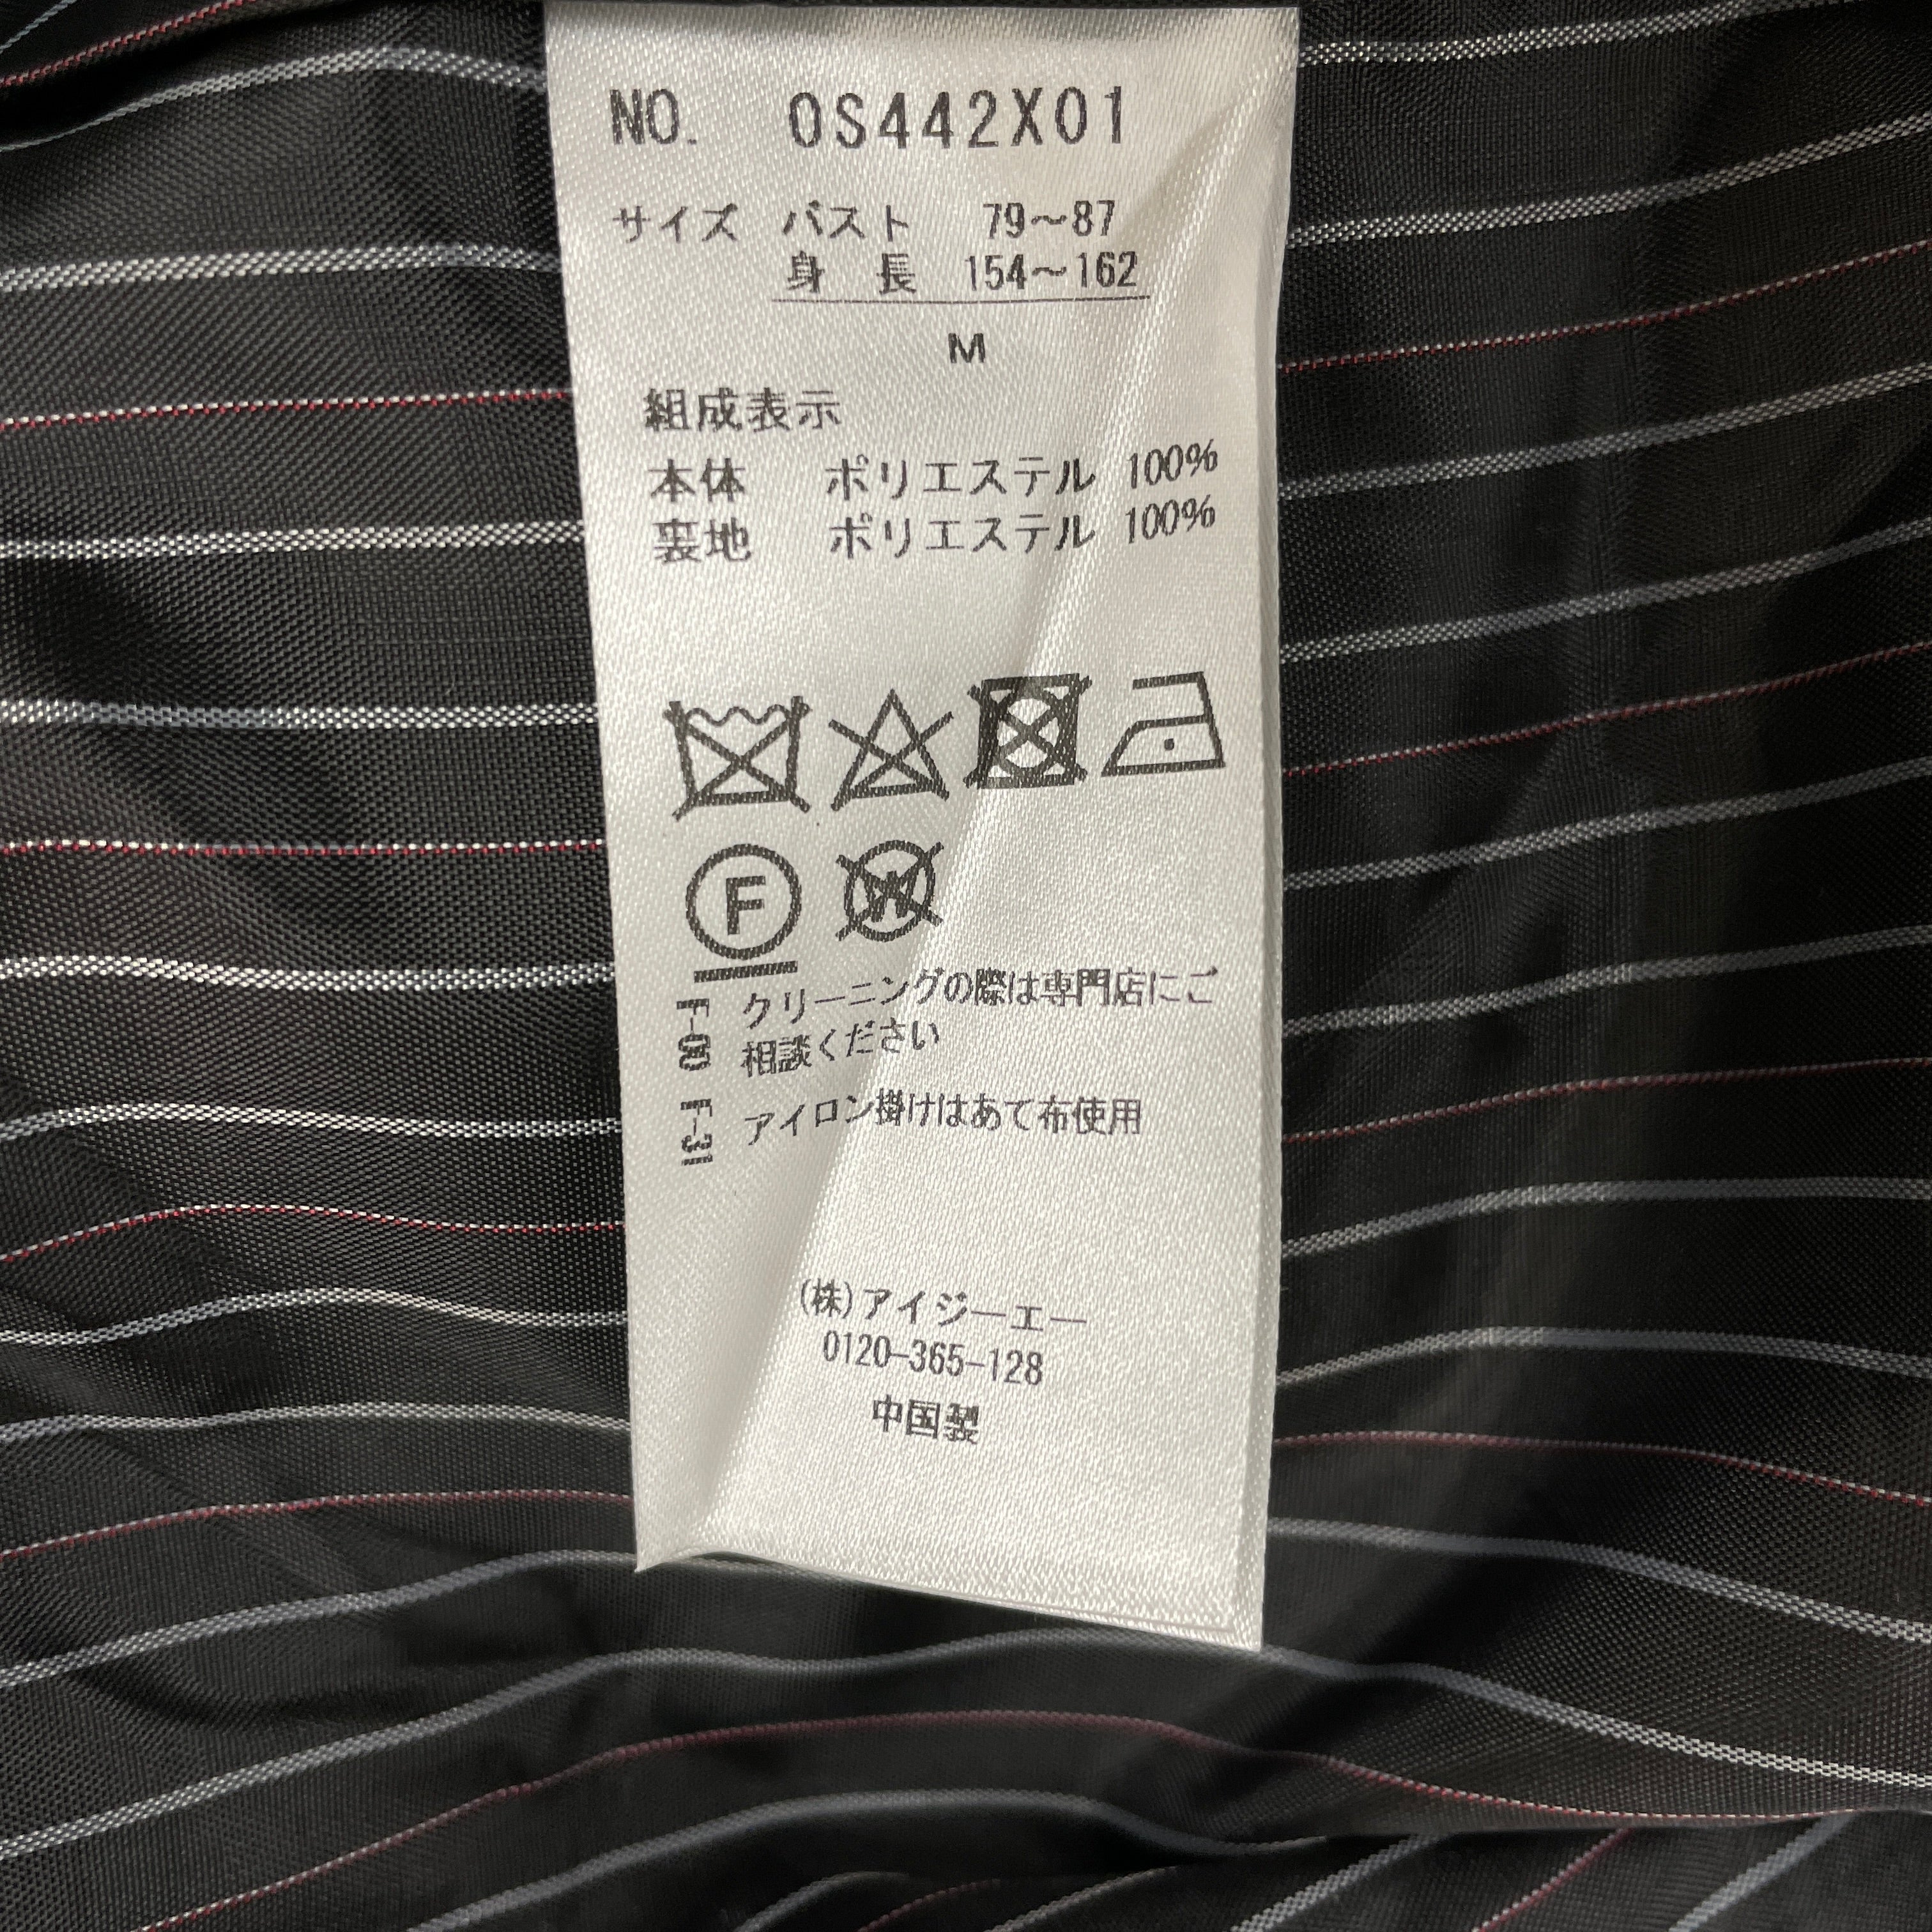 NO. 0S442X01
サイズ バスト 79～87
身 長 154～162
M
組成表示
本体 ポリエステル 100%
裏地 ポリエステル 100%
F W
F-08 クリーニングの際は専門店にご
相談ください
F-31 アイロン掛けはあて布使用
(株)アイジーエー
0120-365-128
中国製